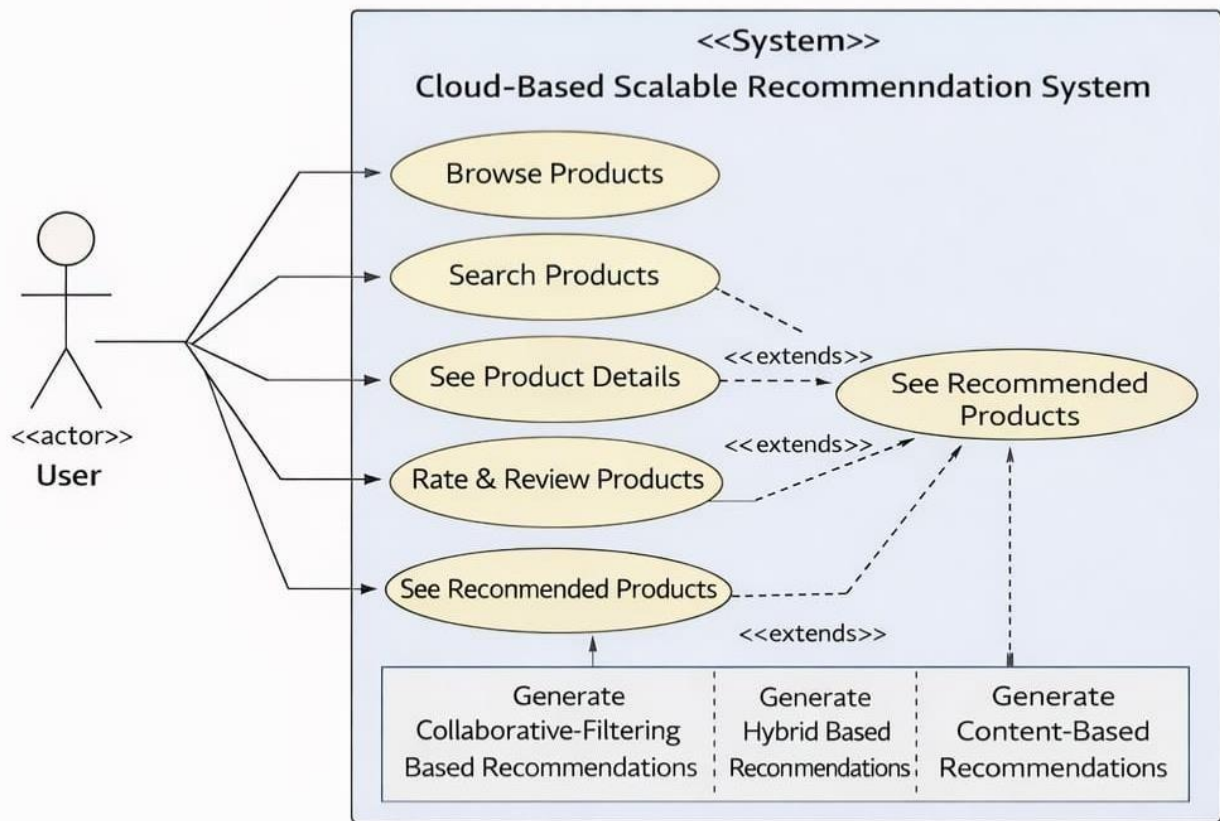 <<System>>
Cloud-Based Scalable Recommenndation System
Browse Products
Search Products
<<extends>>
See Product Details
See Recommended
Products
<<actor>>
User
<<extends>>
Rate & Review Products
See Reconmended Products
<<extends>>
Generate
Collaborative-Filtering
Based Recommendations
Generate
Hybrid Based
Reconmendations
Generate
Content-Based
Recommendations